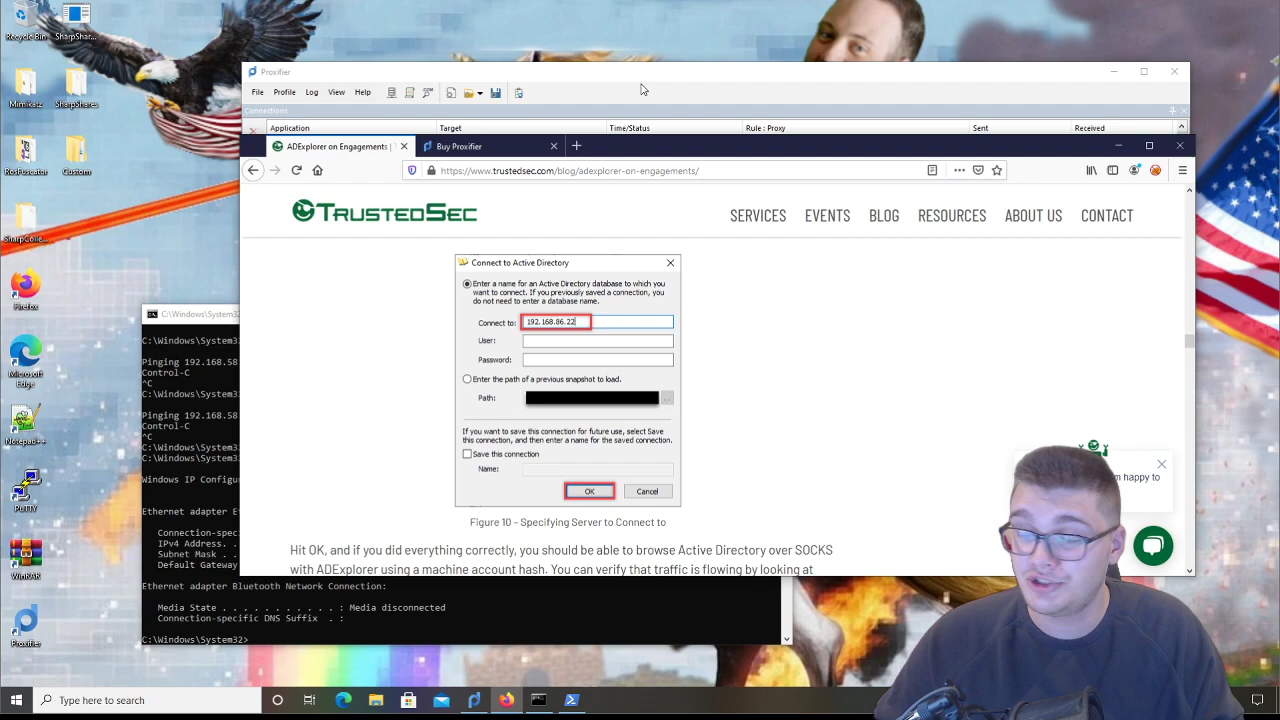 Recycle Bin
SharpShar...
Mimikatz
SharpShares
RosFuscator
Custom
SharpColle...
Firefox
Microsoft
Edge
Notepad++
PuTTY
WinRAR
Proxifier
Proxifier
File Profile Log View Help
Connections
Application Target Time/Status Rule : Proxy Sent Received
ADExplorer on Engagements |
Buy Proxifier
https://www.trustedsec.com/blog/adexplorer-on-engagements/
TRUSTEDSEC
SERVICES EVENTS BLOG RESOURCES ABOUT US CONTACT
Connect to Active Directory
Enter a name for an Active Directory database to which you
want to connect. If you previously saved a connection, you
do not need to enter a database name.
Connect to: 192.168.86.22
User:
Password:
Enter the path of a previous snapshot to load.
Path:
If you want to save this connection for future use, select Save
this connection, and then enter a name for the saved connection.
Save this connection
Name:
OK Cancel
Figure 10 – Specifying Server to Connect to
Hit OK, and if you did everything correctly, you should be able to browse Active Directory over SOCKS
with ADExplorer using a machine account hash. You can verify that traffic is flowing by looking at
happy to
C:\Windows\System3
C:\Windows\System32
Pinging 192.168.58
Control-C
^C
C:\Windows\System32
Pinging 192.168.58
Control-C
^C
C:\Windows\System32
C:\Windows\System32
Windows IP Configur
Ethernet adapter E
Connection-spec
IPv4 Address. .
Subnet Mask . .
Default Gateway
Ethernet adapter Bluetooth Network Connection:
Media State . . . . . . . . . . . : Media disconnected
Connection-specific DNS Suffix . :
C:\Windows\System32>
Type here to search